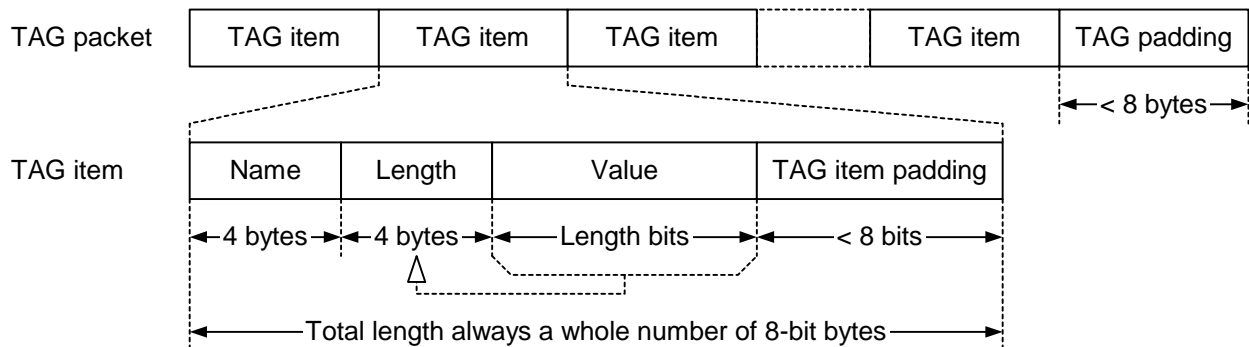 TAG packet TAG item TAG item TAG item TAG item TAG padding
< 8 bytes
TAG item Name Length Value TAG item padding
4 bytes 4 bytes Length bits < 8 bits
Total length always a whole number of 8-bit bytes